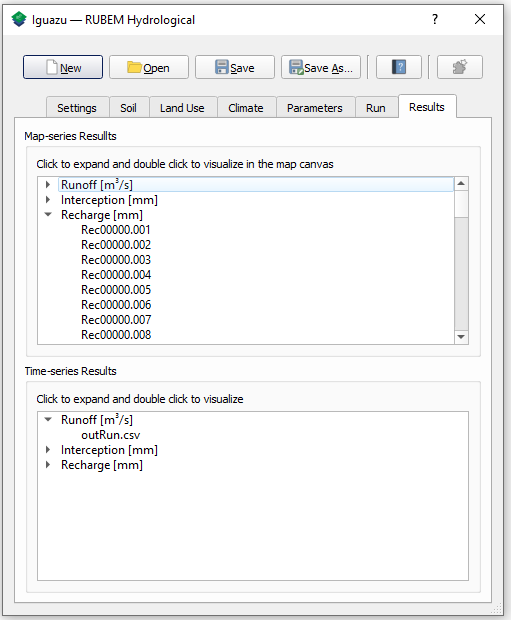 Iguazu — RUBEM Hydrological
New Open Save Save As...
Settings Soil Land Use Climate Parameters Run Results
Map-series Resullts
Click to expand and double click to visualize in the map canvas
Runoff [m³/s]
Interception [mm]
Recharge [mm]
Rec00000.001
Rec00000.002
Rec00000.003
Rec00000.004
Rec00000.005
Rec00000.006
Rec00000.007
Rec00000.008
Time-series Results
Click to expand and double click to visualize
Runoff [m³/s]
outRun.csv
Interception [mm]
Recharge [mm]